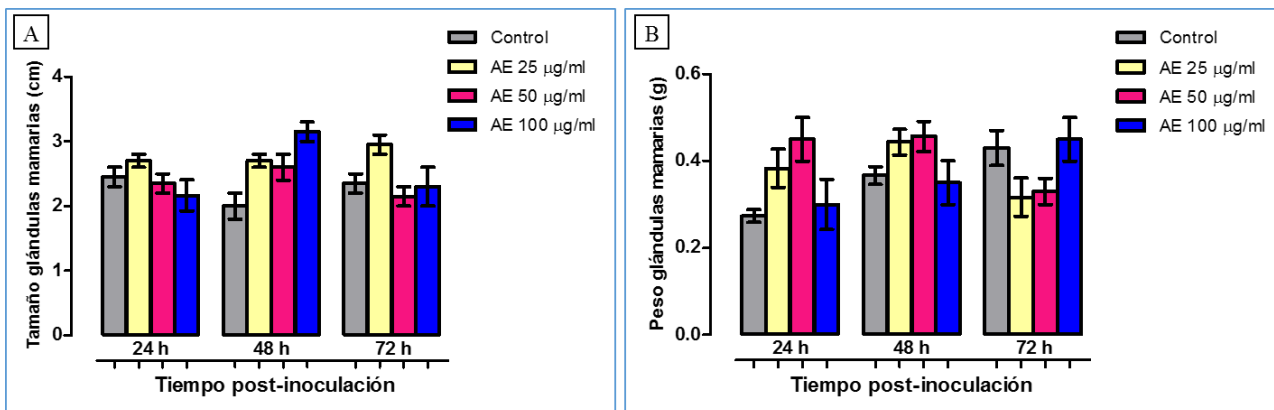 A
Control
AE 25 µg/ml
AE 50 µg/ml
AE 100 µg/ml
Tamaño glándulas mamarias (cm)
4
3
2
1
0
24 h 48 h 72 h
Tiempo post-inoculación
B
Control
AE 25 µg/ml
AE 50 µg/ml
AE 100 µg/ml
Peso glándulas mamarias (g)
0.6
0.4
0.2
0.0
24 h 48 h 72 h
Tiempo post-inoculación